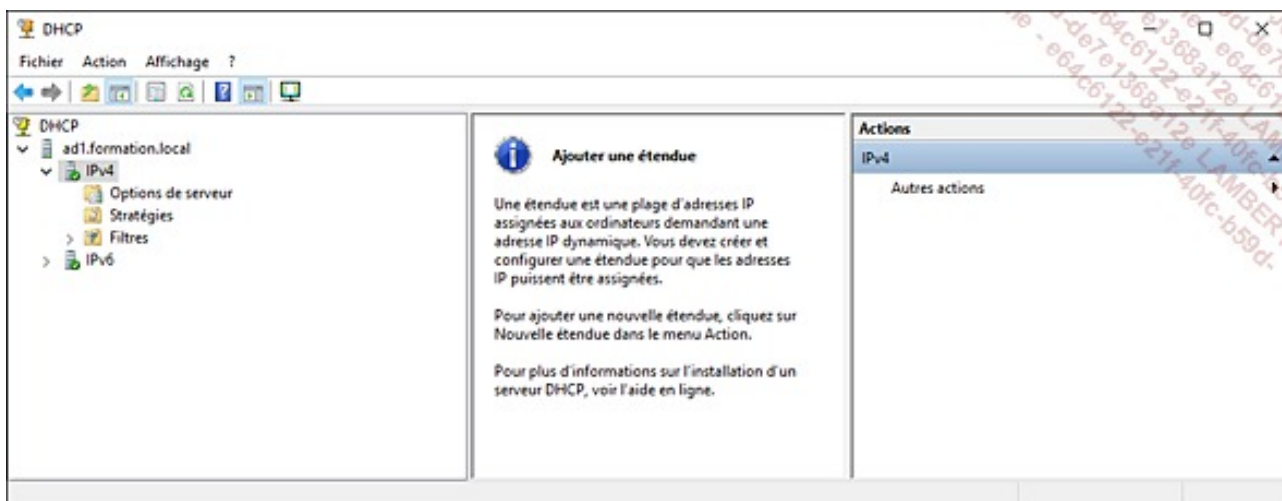 DHCP
Fichier Action Affichage ?
DHCP
ad1.formation.local
IPv4
Options de serveur
Stratégies
Filtres
IPv6
Ajouter une étendue
Une étendue est une plage d'adresses IP
assignées aux ordinateurs demandant une
adresse IP dynamique. Vous devez créer et
configurer une étendue pour que les adresses
IP puissent être assignées.
Pour ajouter une nouvelle étendue, cliquez sur
Nouvelle étendue dans le menu Action.
Pour plus d'informations sur l'installation d'un
serveur DHCP, voir l'aide en ligne.
Actions
IPv4
Autres actions